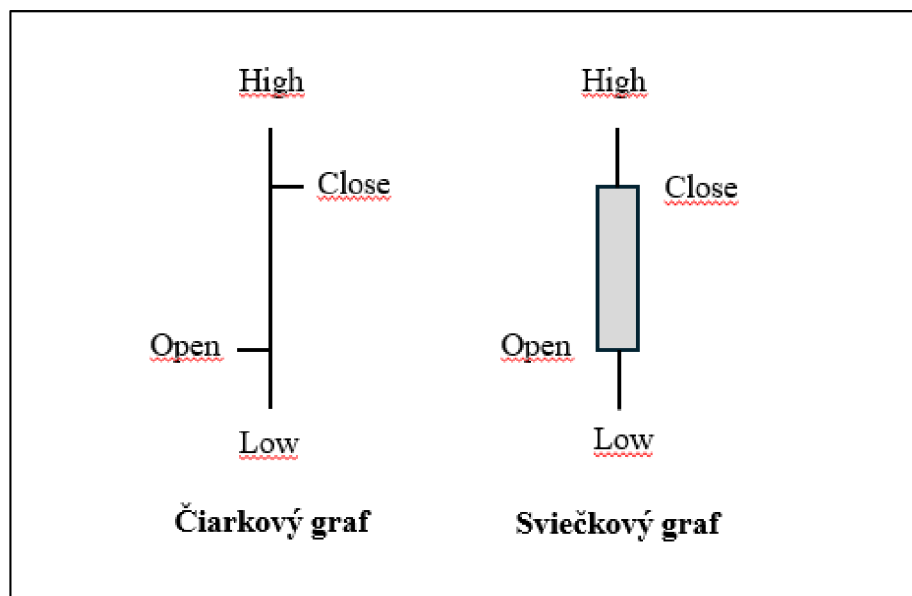 High
Close
Open
Low
Čiarkový graf
High
Close
Open
Low
Sviečkový graf